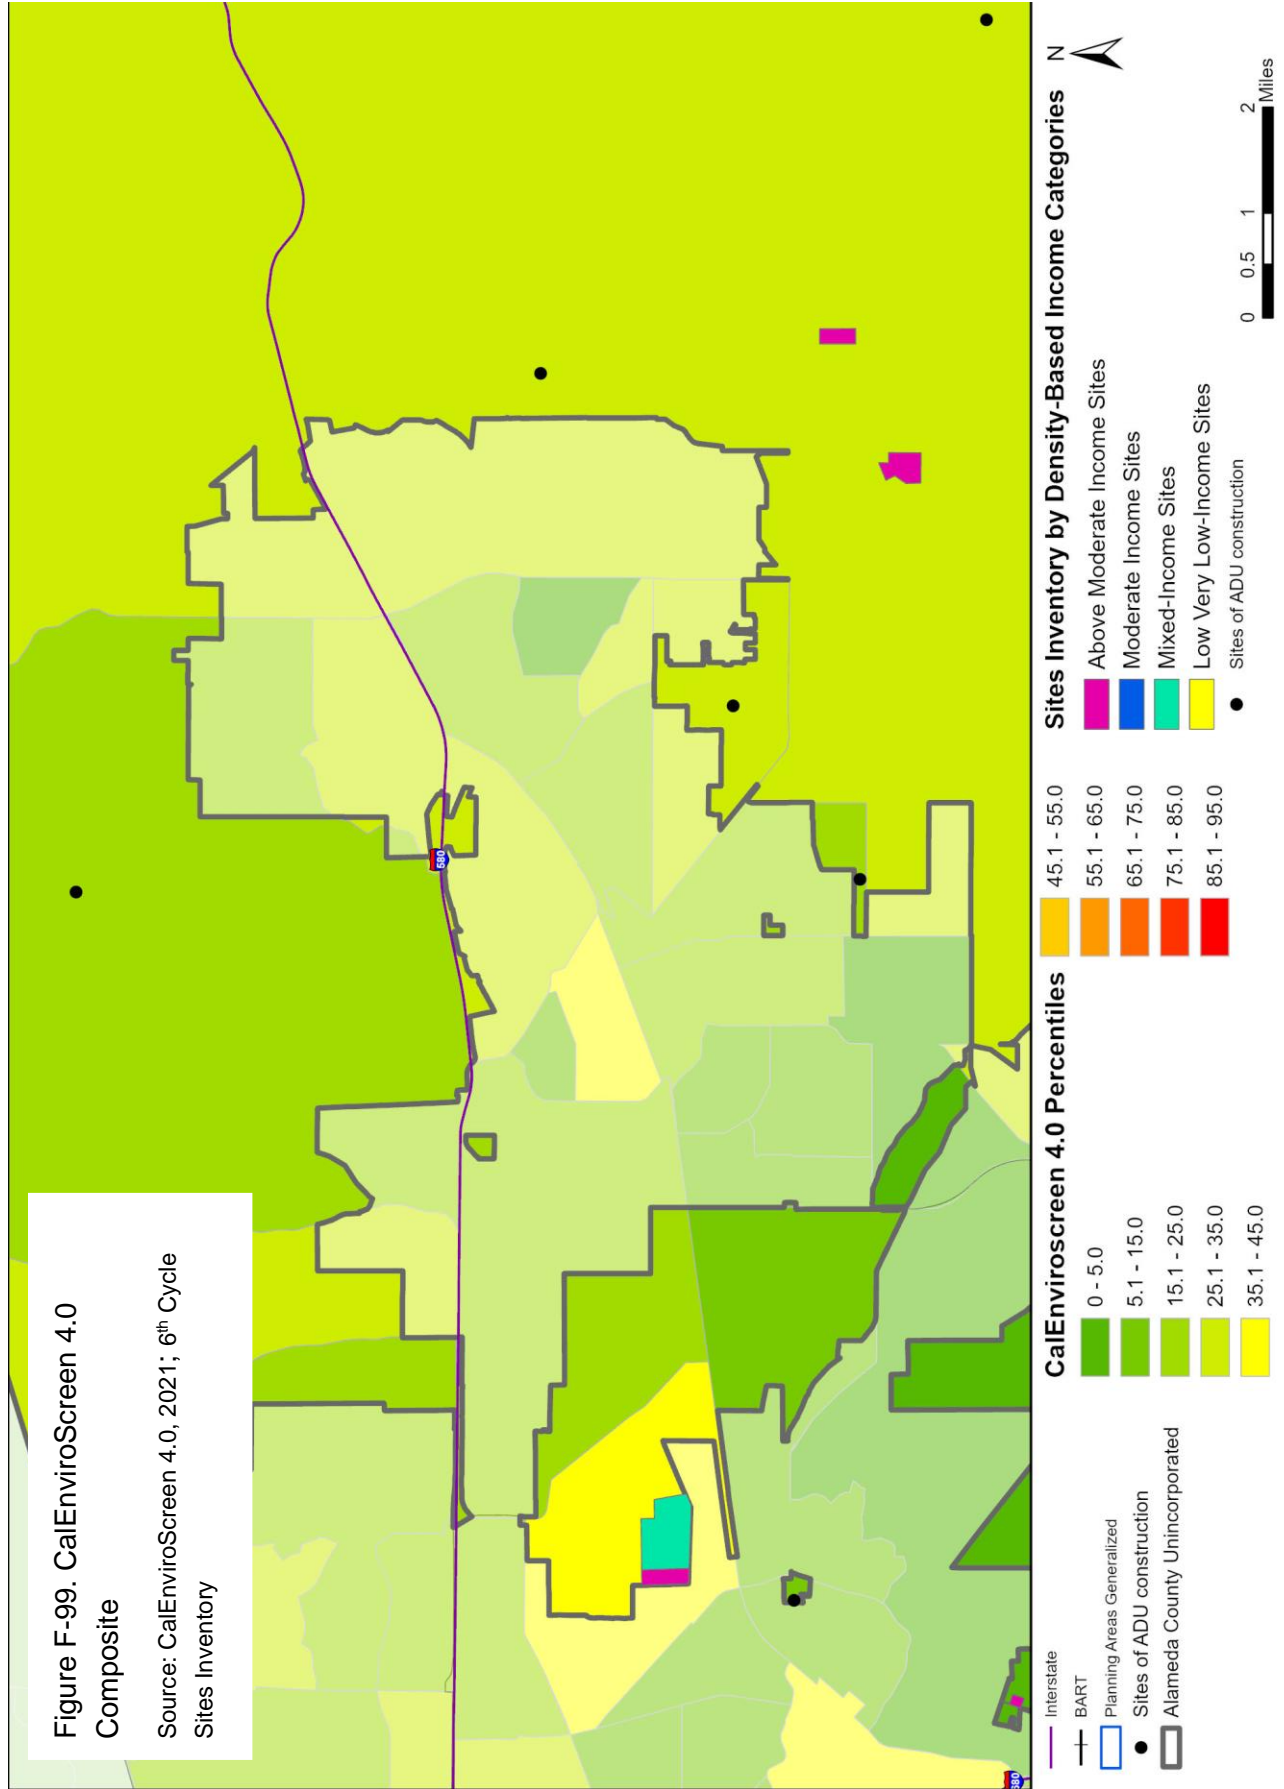 Figure F-99. CalEnviroScreen 4.0
Composite
Source: CalEnviroScreen 4.0, 2021; 6th Cycle
Sites Inventory
580
680
Interstate
BART
Planning Areas Generalized
Sites of ADU construction
Alameda County Unincorporated
CalEnviroscreen 4.0 Percentiles
0 - 5.0
5.1 - 15.0
15.1 - 25.0
25.1 - 35.0
35.1 - 45.0
45.1 - 55.0
55.1 - 65.0
65.1 - 75.0
75.1 - 85.0
85.1 - 95.0
Sites Inventory by Density-Based Income Categories
Above Moderate Income Sites
Moderate Income Sites
Mixed-Income Sites
Low Very Low-Income Sites
Sites of ADU construction
N
0 0.5 1 2
Miles